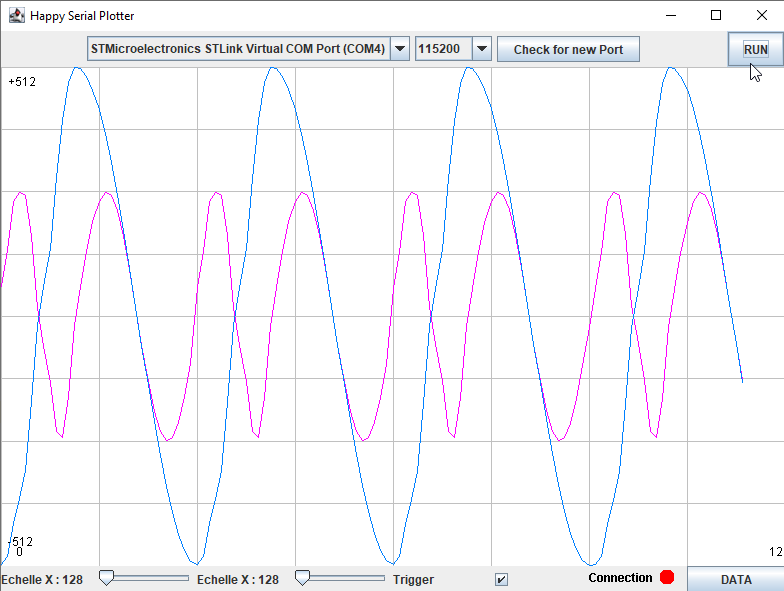 Happy Serial Plotter
STMicroelectronics STLink Virtual COM Port (COM4) 115200 Check for new Port RUN
+512
-512
0 12
Echelle X : 128 Echelle X : 128 Trigger Connection DATA